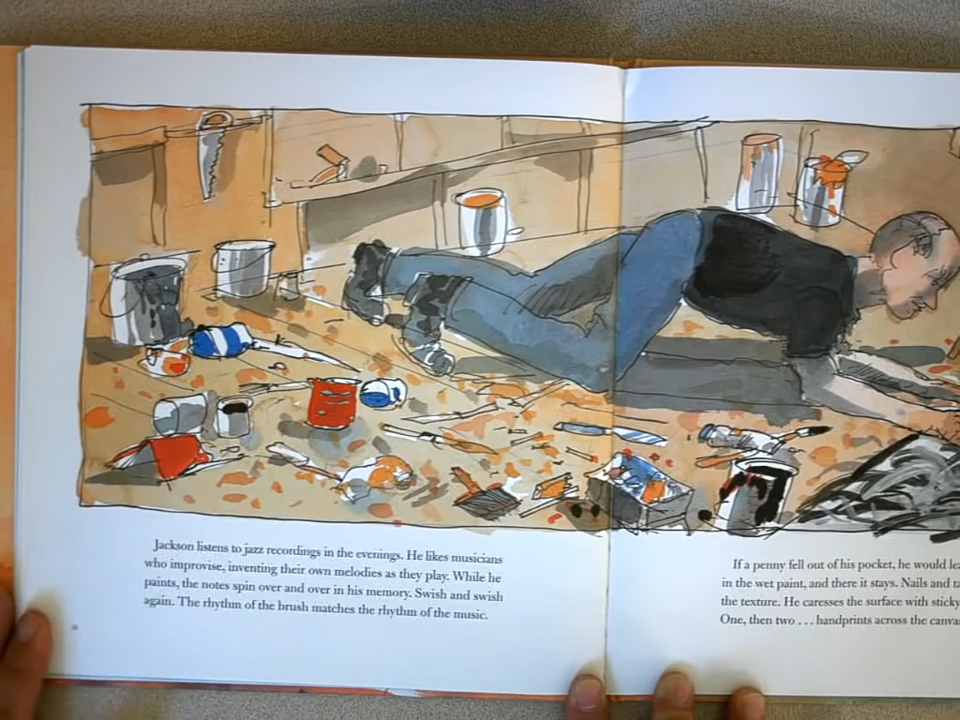 Jackson listens to jazz recordings in the evenings. He likes musicians
who improvise, inventing their own melodies as they play. While he
paints, the notes spin over and over in his memory. Swish and swish
again. The rhythm of the brush matches the rhythm of the music.
If a penny fell out of his pocket, he would
in the wet paint, and there it stays. Nails and
the texture. He caresses the surface with sticky
One, then two . . . handprints across the